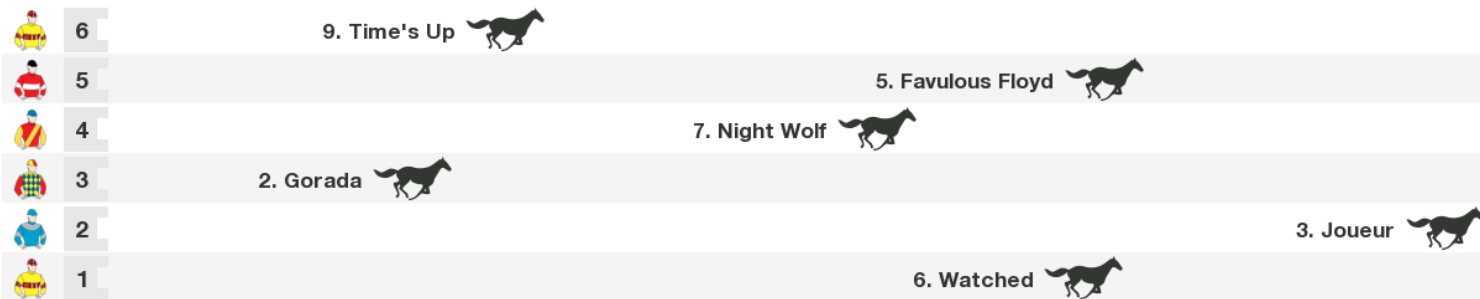 6 9. Time's Up
5 5. Favulous Floyd
4 7. Night Wolf
3 2. Gorada
2 3. Joueur
1 6. Watched